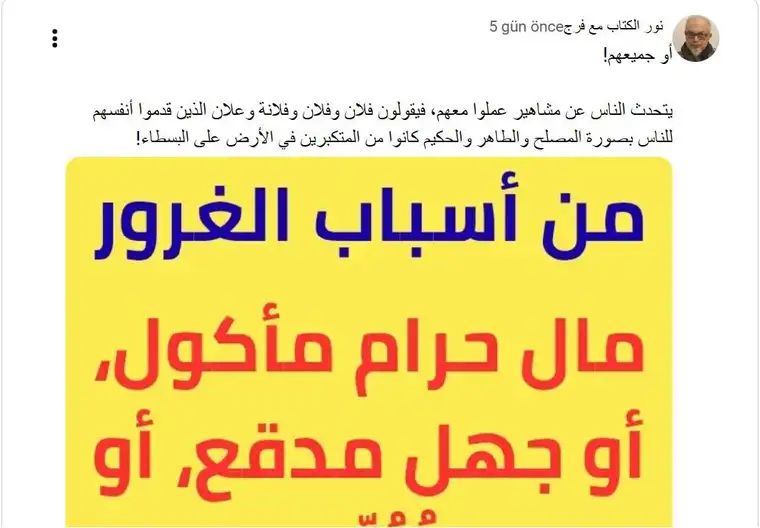 نور الكتاب مع فرج5 gün önce
أو جميعهم!
يتحدث الناس عن مشاهير عملوا معهم، فيقولون فلان وفلان وفلانة وعلان الذين قدموا أنفسهم
للناس بصورة المصلح والطاهر والحكيم كانوا من المتكبرين في الأرض على البسطاء!
من أسباب الغرور
مال حرام مأكول،
أو جهل مدقع، أو